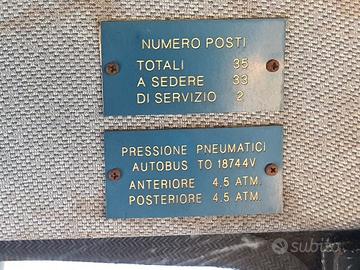 NUMERO POSTI
TOTALI 35
A SEDERE 33
DI SERVIZIO 2
PRESSIONE PNEUMATICI
AUTOBUS TO 18744V
ANTERIORE 4,5 ATM.
POSTERIORE 4,5 ATM.
subito